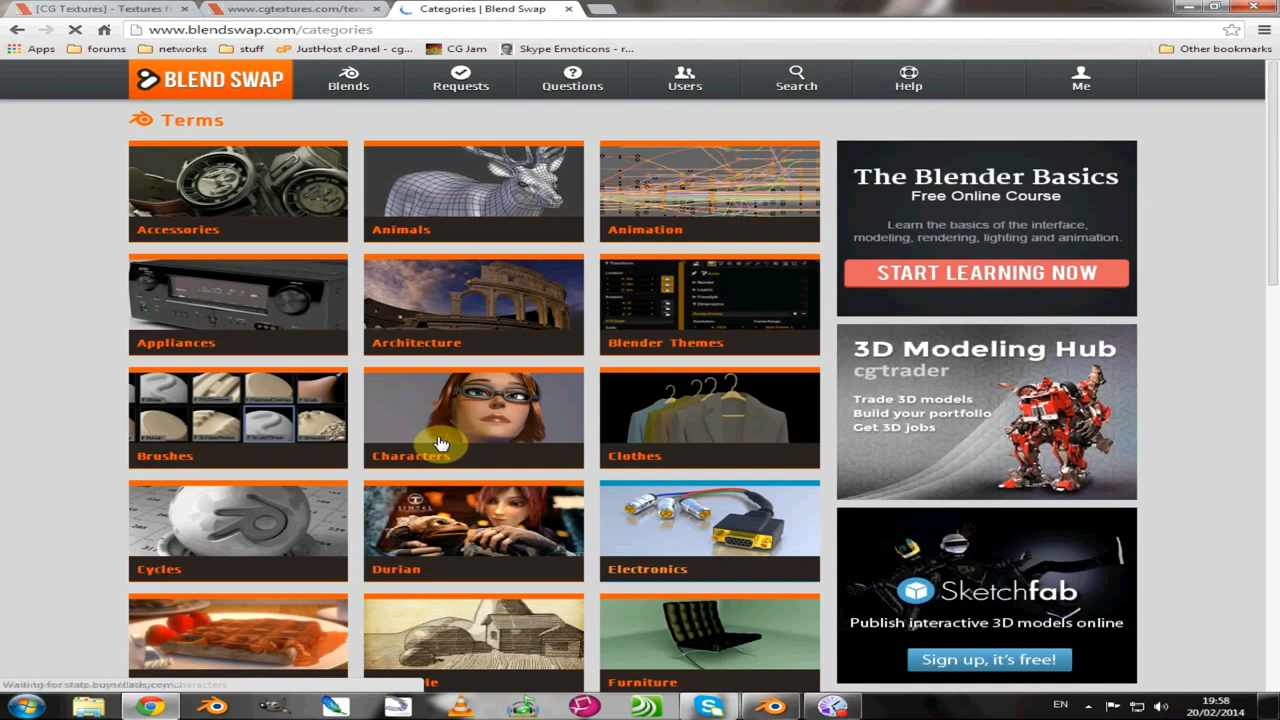 [CG Textures] - Textures f
www.cgtextures.com/tex
Categories | Blend Swap
www.blendswap.com/categories
Apps
forums
networks
stuff
cP JustHost cPanel - cg...
CG Jam
Skype Emoticons - r...
Other bookmarks
BLEND SWAP
Blends
Requests
Questions
Users
Search
Help
Me
Terms
Accessories
Animals
Animation
Appliances
Architecture
Blender Themes
Brushes
Characters
Clothes
Cycles
SINTEL
Durian
Electronics
Furniture
The Blender Basics
Free Online Course
Learn the basics of the interface,
modeling, rendering, lighting and animation.
START LEARNING NOW
3D Modeling Hub
cgtrader
Trade 3D models
Build your portfolio
Get 3D jobs
Sketchfab
Publish interactive 3D models online
Sign up, it's free!
EN
19:58
20/02/2014